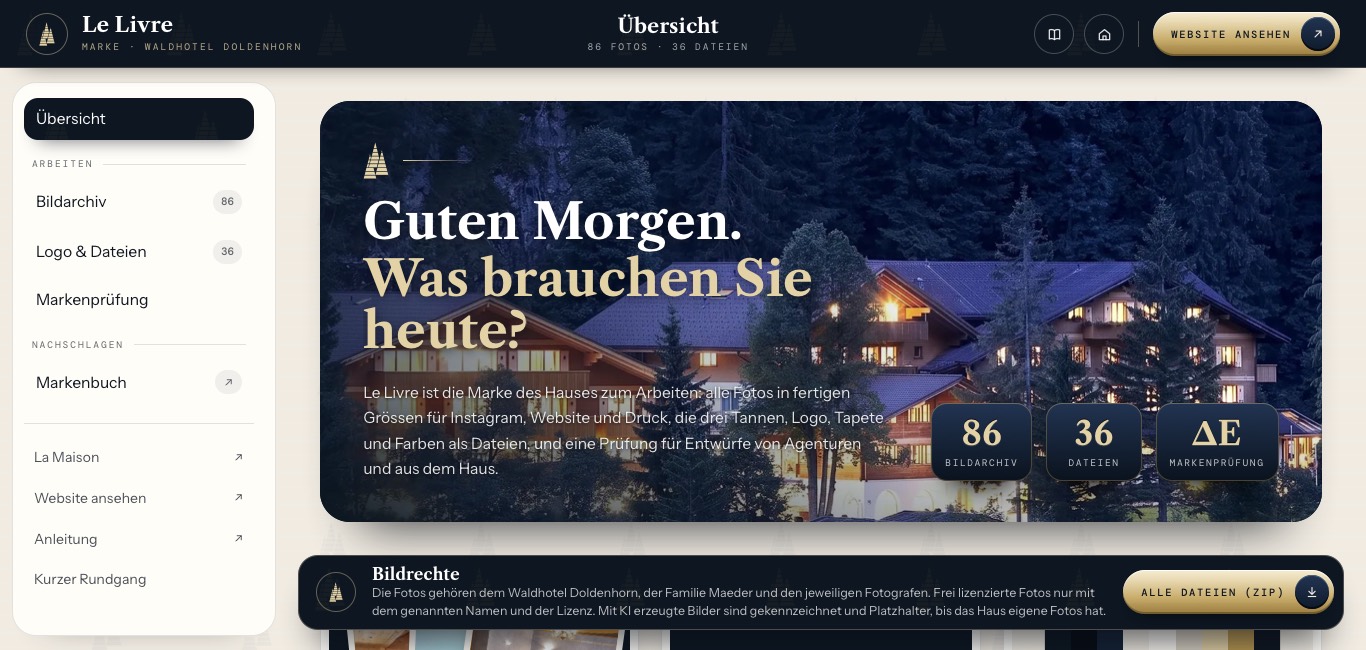 Le Livre
MARKE · WALDHOTEL DOLDENHORN
Übersicht
86 FOTOS · 36 DATEIEN
WEBSITE ANSEHEN
Übersicht
ARBEITEN
Bildarchiv 86
Logo & Dateien 36
Markenprüfung
NACHSCHLAGEN
Markenbuch
La Maison
Website ansehen
Anleitung
Kurzer Rundgang
Guten Morgen.
Was brauchen Sie
heute?
Le Livre ist die Marke des Hauses zum Arbeiten: alle Fotos in fertigen
Grössen für Instagram, Website und Druck, die drei Tannen, Logo, Tapete
und Farben als Dateien, und eine Prüfung für Entwürfe von Agenturen
und aus dem Haus.
86
BILDARCHIV
36
DATEIEN
ΔE
MARKENPRÜFUNG
Bildrechte
Die Fotos gehören dem Waldhotel Doldenhorn, der Familie Maeder und den jeweiligen Fotografen. Frei lizenzierte Fotos nur mit
dem genannten Namen und der Lizenz. Mit KI erzeugte Bilder sind gekennzeichnet und Platzhalter, bis das Haus eigene Fotos hat.
ALLE DATEIEN (ZIP)